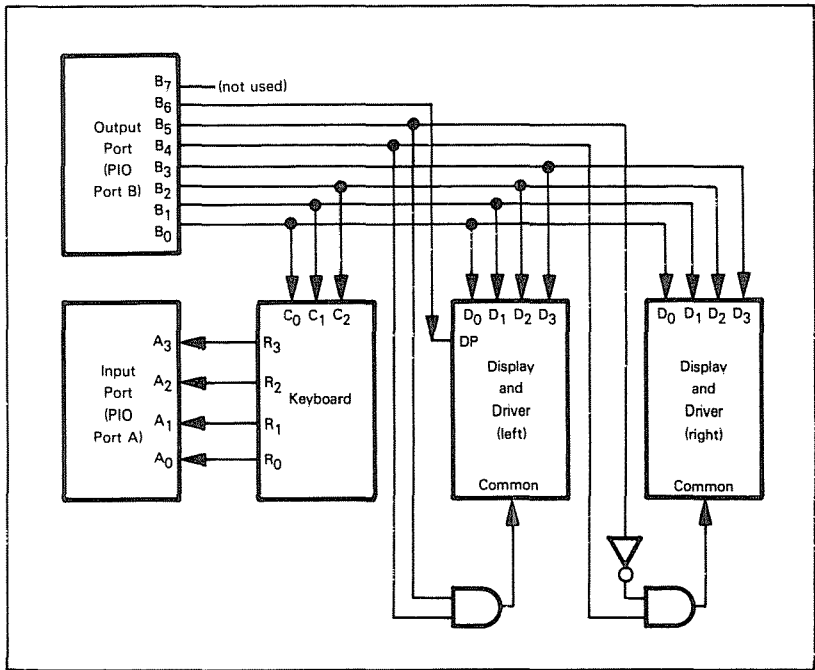 B7 (not used)
B6
B5
B4
B3
B2
B1
B0
Output
Port
(PIO
Port B)
C0 C1 C2
D0 D1 D2 D3
D0 D1 D2 D3
DP
A3
A2
A1
A0
Input
Port
(PIO
Port A)
R3
R2
R1
R0
Keyboard
Display
and
Driver
(left)
Common
Display
and
Driver
(right)
Common